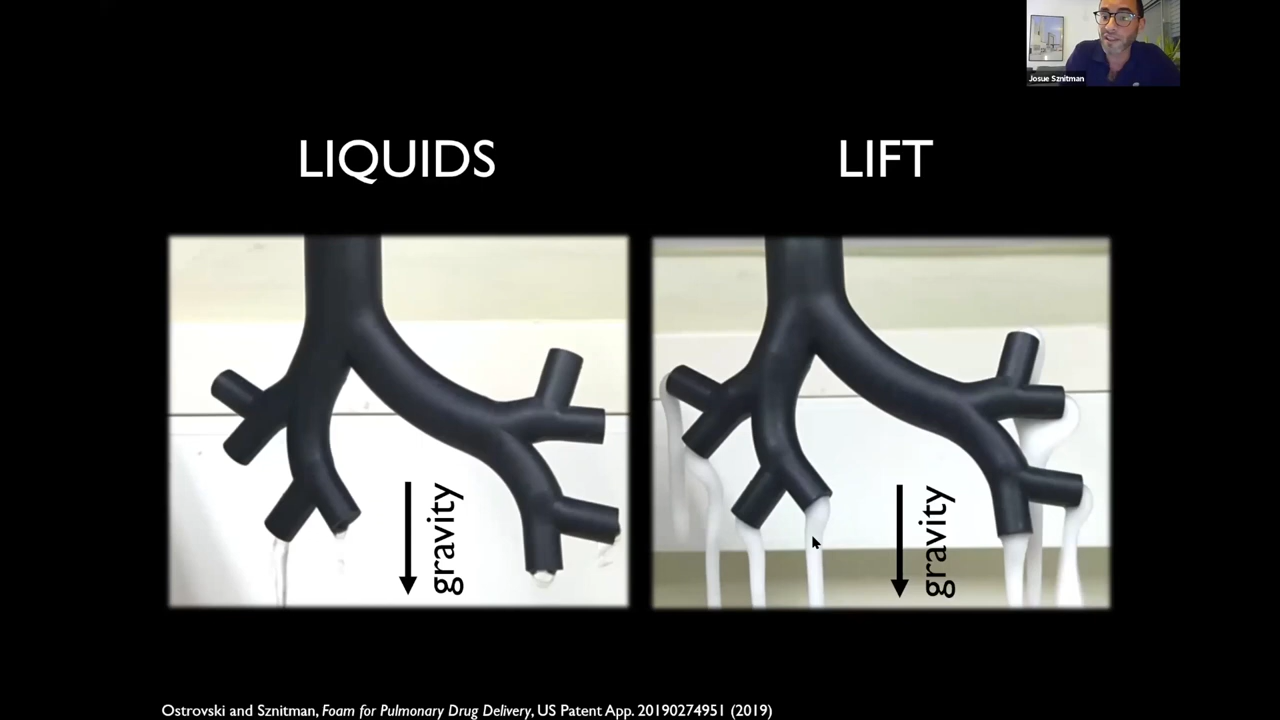 Josue Sznitman
LIQUIDS
LIFT
gravity
gravity
Ostrovski and Sznitman, Foam for Pulmonary Drug Delivery, US Patent App. 20190274951 (2019)